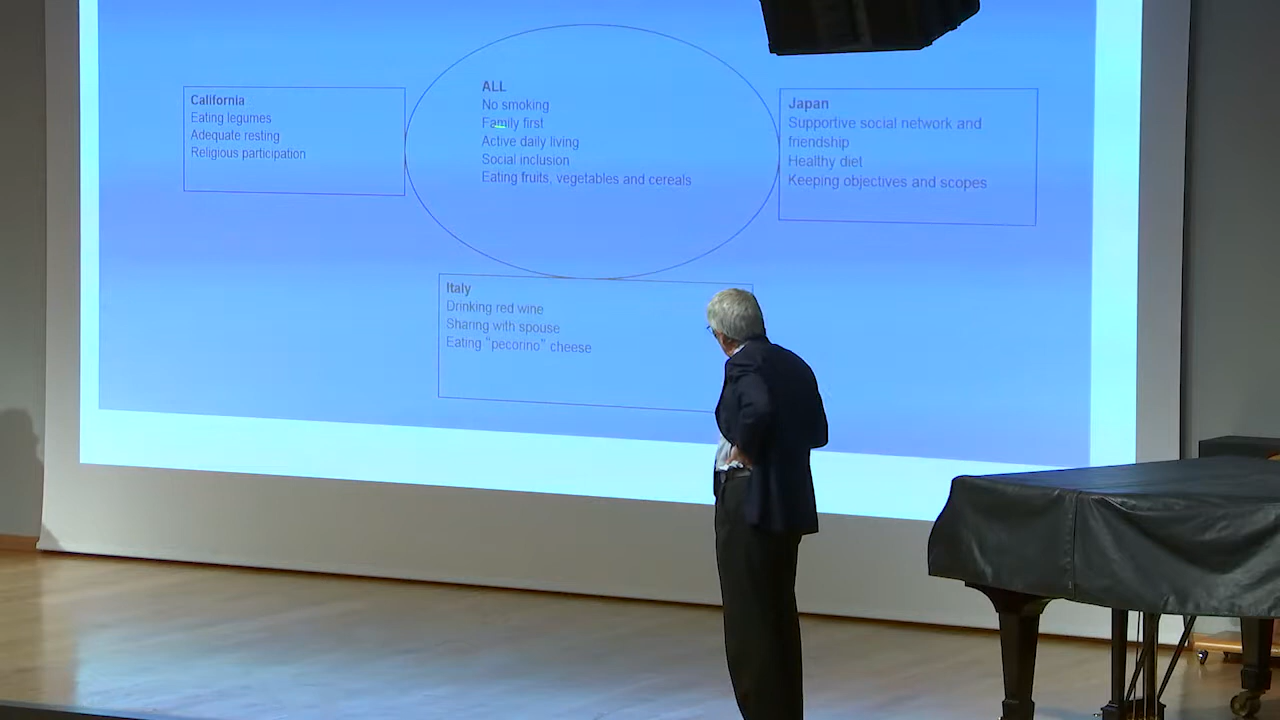 California
Eating legumes
Adequate resting
Religious participation
ALL
No smoking
Family first
Active daily living
Social inclusion
Eating fruits, vegetables and cereals
Japan
Supportive social network and
friendship
Healthy diet
Keeping objectives and scopes
Italy
Drinking red wine
Sharing with spouse
Eating “pecorino” cheese